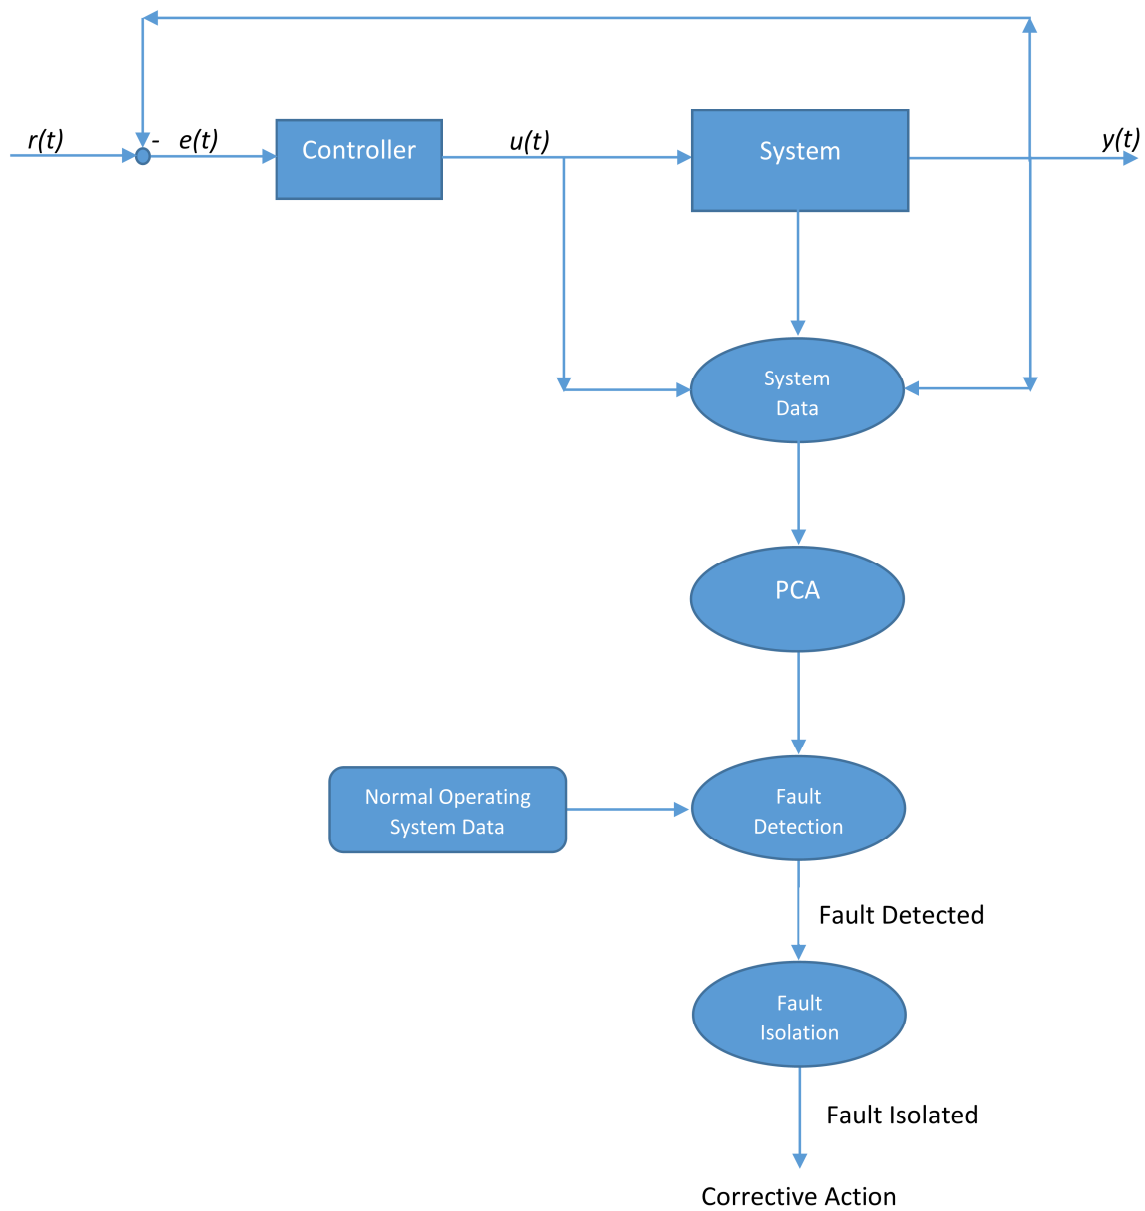 r(t)
-
e(t)
Controller
u(t)
System
y(t)
System
Data
PCA
Normal Operating
System Data
Fault
Detection
Fault Detected
Fault
Isolation
Fault Isolated
Corrective Action